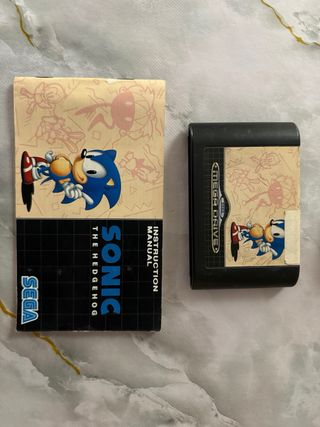 INSTRUCTION
MANUAL
SONIC
THE HEDGEHOG
SEGA
MEGA DRIVE